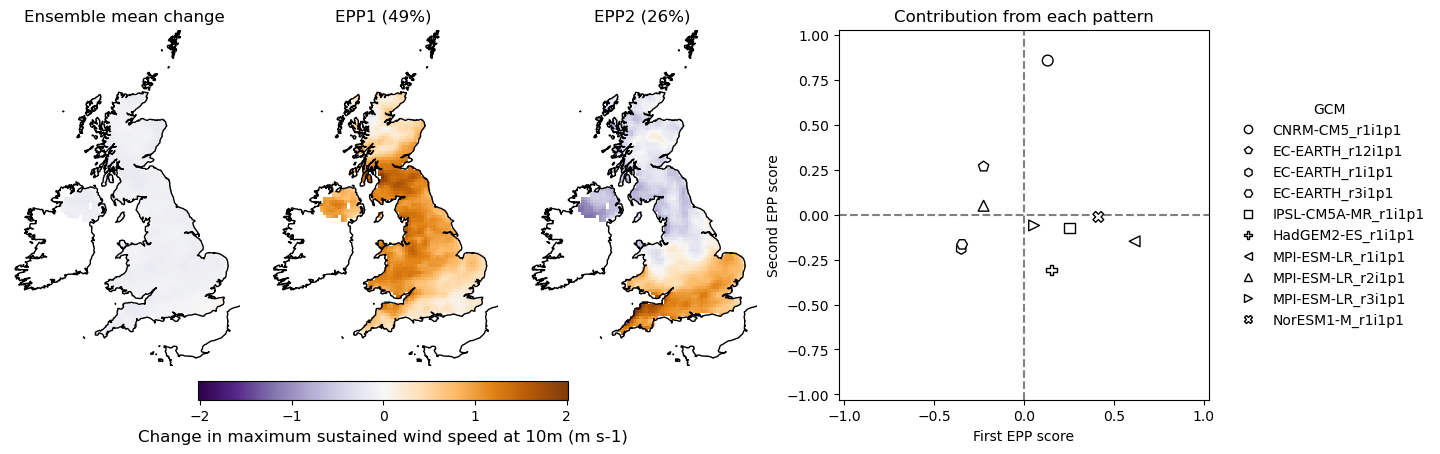 Ensemble mean change
EPP1 (49%)
EPP2 (26%)
−2
−1
0
1
2
Change in maximum sustained wind speed at 10m (m s-1)
Contribution from each pattern
1.00
0.75
0.50
0.25
0.00
−0.25
−0.50
−0.75
−1.00
Second EPP score
−1.0
−0.5
0.0
0.5
1.0
First EPP score
GCM
CNRM-CM5_r1i1p1
EC-EARTH_r12i1p1
EC-EARTH_r1i1p1
EC-EARTH_r3i1p1
IPSL-CM5A-MR_r1i1p1
HadGEM2-ES_r1i1p1
MPI-ESM-LR_r1i1p1
MPI-ESM-LR_r2i1p1
MPI-ESM-LR_r3i1p1
NorESM1-M_r1i1p1